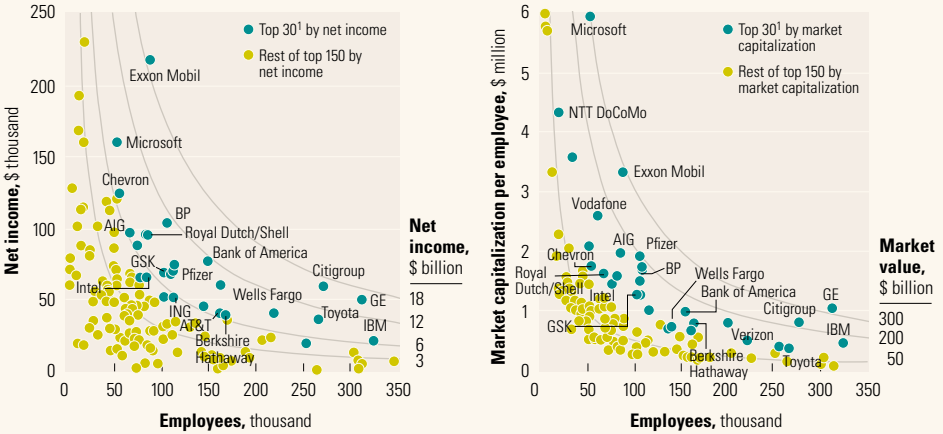 Net income, $ thousand
250
200
150
100
50
0
Top 30¹ by net income
Rest of top 150 by
net income
Exxon Mobil
Microsoft
Chevron
BP
AIG
Royal Dutch/Shell
Bank of America
GSK
Pfizer
Citigroup
Intel
Wells Fargo
GE
ING
AT&T
Toyota
IBM
Berkshire
Hathaway
Net
income,
$ billion
18
12
6
3
0 50 100 150 200 250 300 350
Employees, thousand
Market capitalization per employee, $ million
6
5
4
3
2
1
0
Top 30¹ by market
capitalization
Rest of top 150 by
market capitalization
Microsoft
NTT DoCoMo
Exxon Mobil
Vodafone
AIG
Pfizer
Chevron
BP
Royal
Dutch/Shell
Wells Fargo
Intel
Bank of America
GE
Citigroup
GSK
IBM
Verizon
Berkshire
Hathaway
Toyota
Market
value,
$ billion
300
200
50
0 50 100 150 200 250 300 350
Employees, thousand